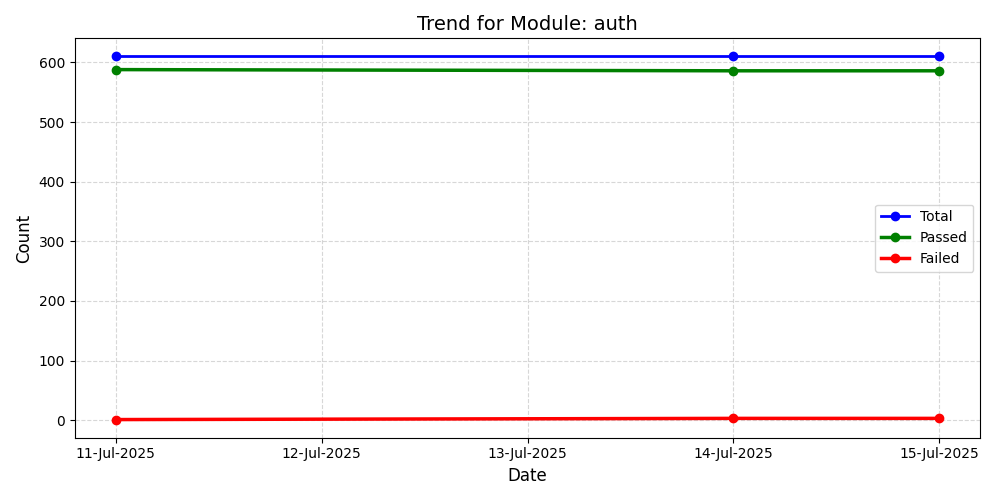 Trend for Module: auth
600
500
400
300
200
100
0
Count
Total
Passed
Failed
11-Jul-2025 12-Jul-2025 13-Jul-2025 14-Jul-2025 15-Jul-2025
Date